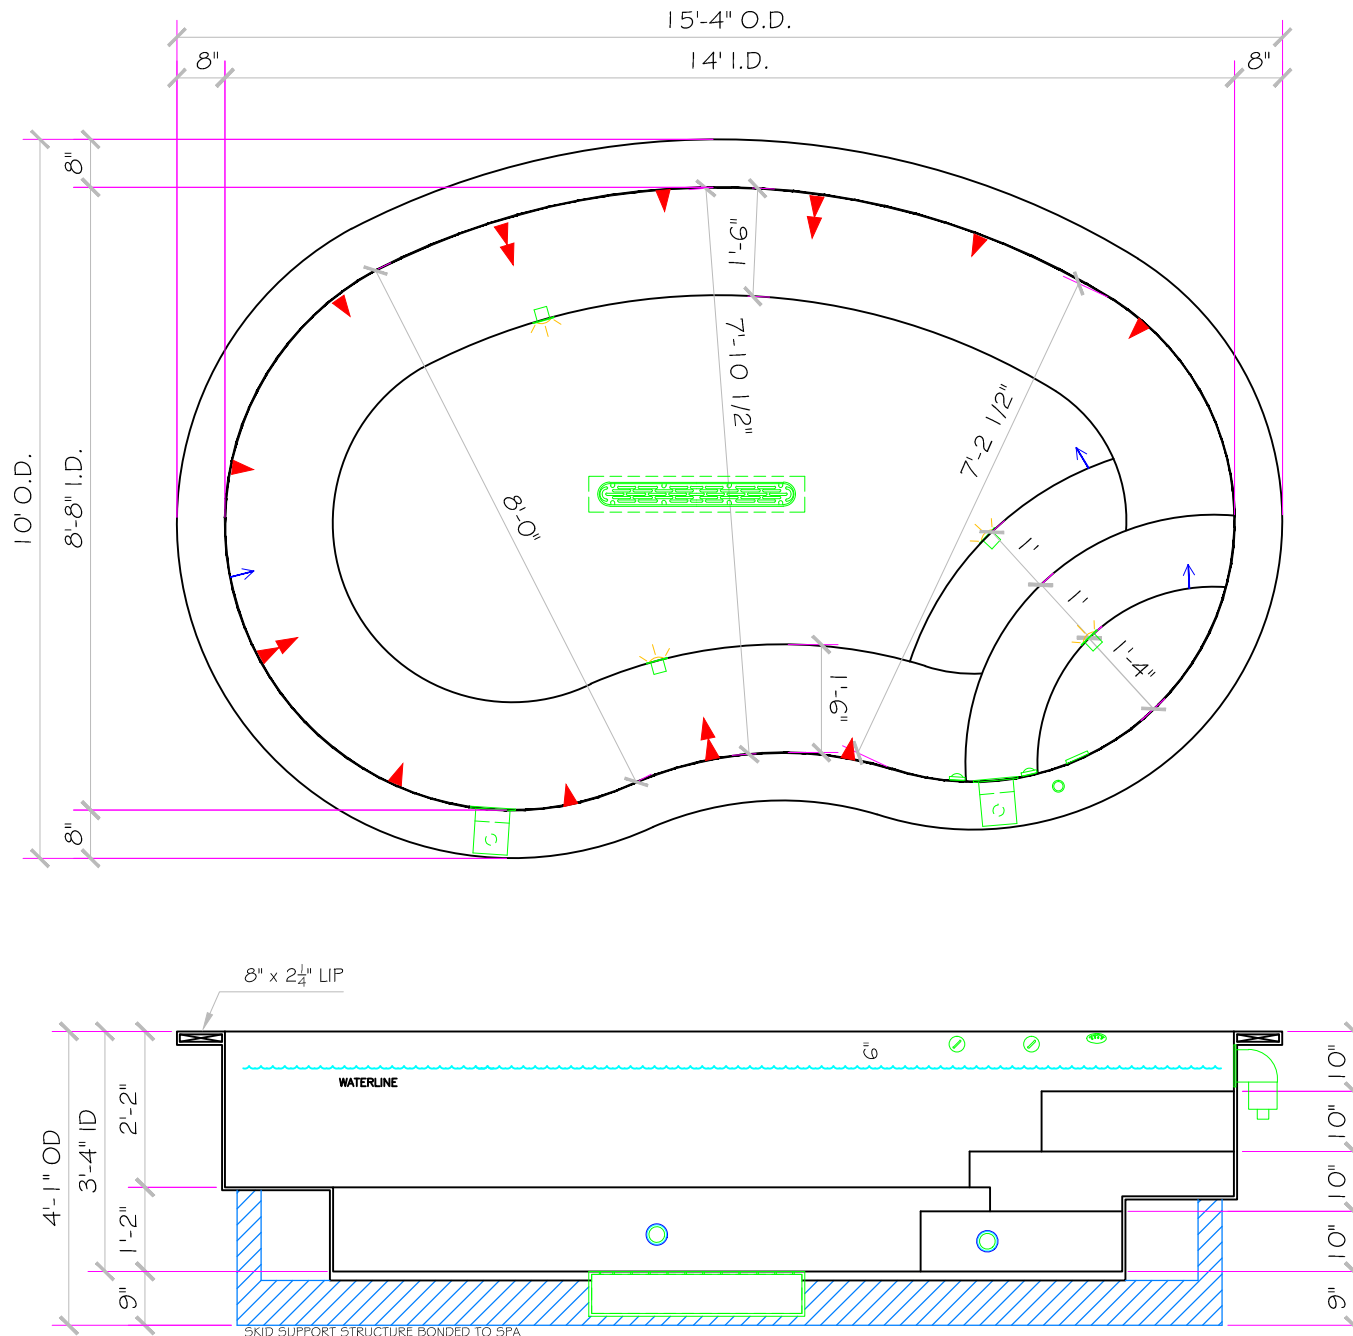 15'-4" O.D.
8"
14' I.D.
8"
8"
1'-6"
7'-10 1/2"
7'-2 1/2"
10' O.D.
8'-8" I.D.
8'-0"
1'
1'
1'-4"
1'-6"
8"
8" x 2 1/4" LIP
6"
WATERLINE
10"
2'-2"
10"
3'-4" ID
4'-1" OD
10"
1'-2"
10"
9"
9"
SKID SUPPORT STRUCTURE BONDED TO SPA